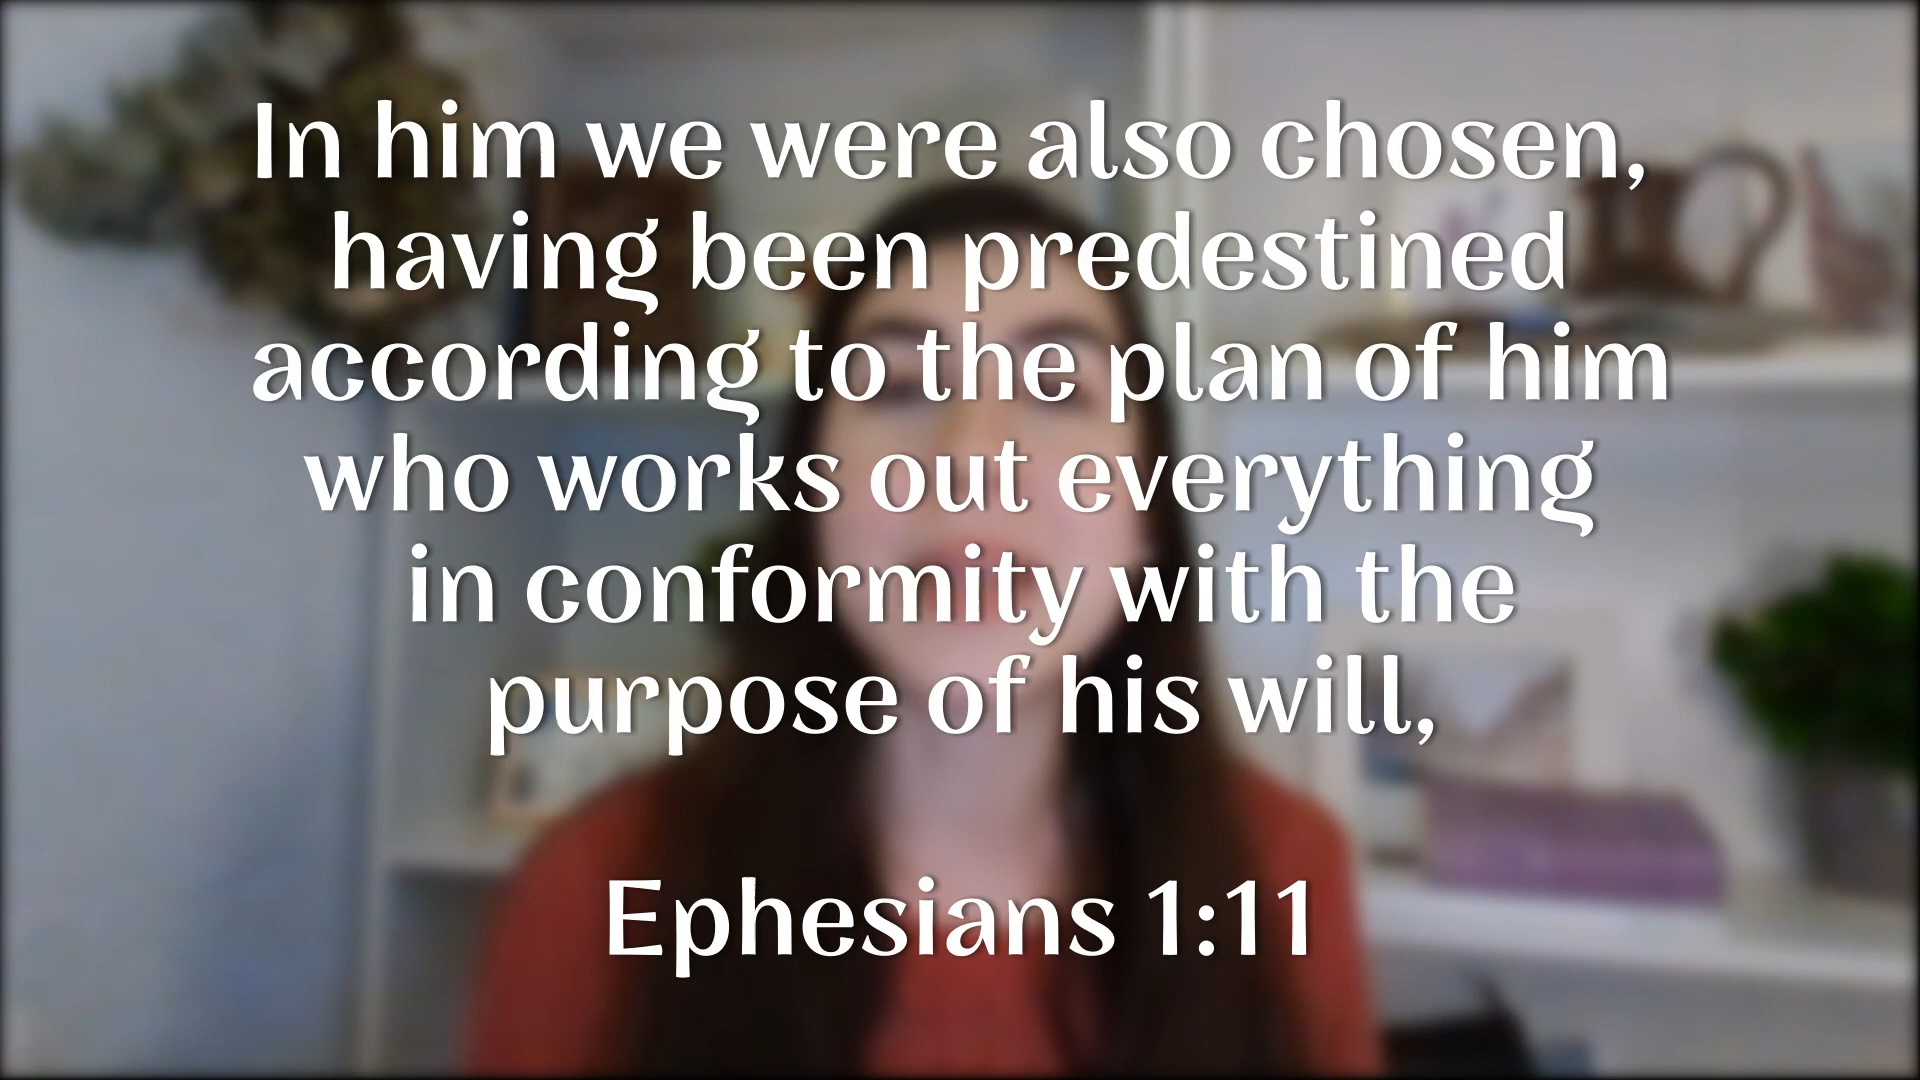 In him we were also chosen,
having been predestined
according to the plan of him
who works out everything
in conformity with the
purpose of his will,
Ephesians 1:11